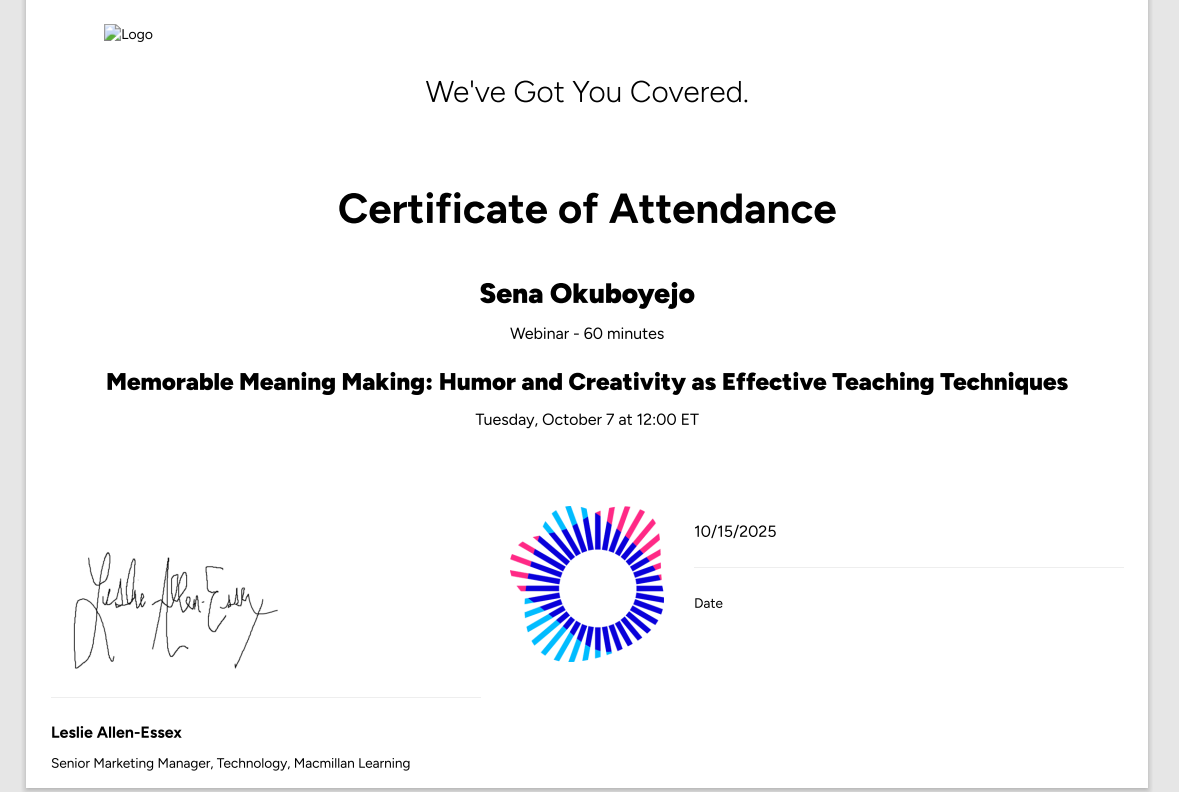 Logo
We've Got You Covered.
Certificate of Attendance
Sena Okuboyejo
Webinar - 60 minutes
Memorable Meaning Making: Humor and Creativity as Effective Teaching Techniques
Tuesday, October 7 at 12:00 ET
10/15/2025
Date
Leslie Allen-Essex
Leslie Allen-Essex
Senior Marketing Manager, Technology, Macmillan Learning